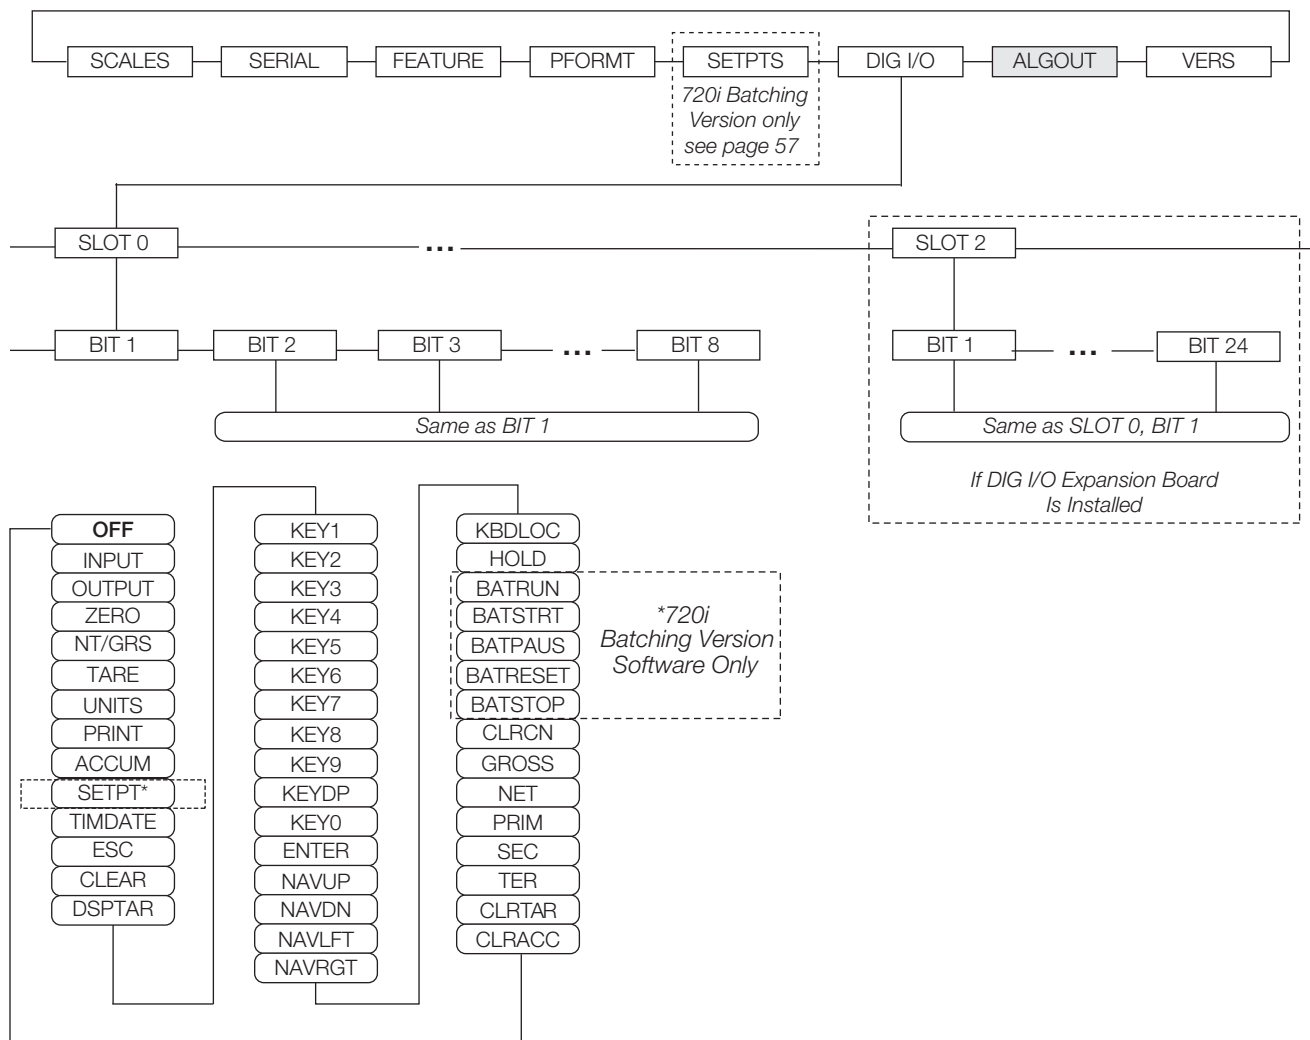 SCALES
SERIAL
FEATURE
PFORMT
SETPTS
DIG I/O
ALGOUT
VERS
720i Batching
Version only
see page 57
SLOT 0
...
SLOT 2
BIT 1
BIT 2
BIT 3
...
BIT 8
BIT 1
...
BIT 24
Same as BIT 1
Same as SLOT 0, BIT 1
If DIG I/O Expansion Board
Is Installed
OFF
INPUT
OUTPUT
ZERO
NT/GRS
TARE
UNITS
PRINT
ACCUM
SETPT*
TIMDATE
ESC
CLEAR
DSPTAR
KEY1
KEY2
KEY3
KEY4
KEY5
KEY6
KEY7
KEY8
KEY9
KEYDP
KEY0
ENTER
NAVUP
NAVDN
NAVLFT
NAVRGT
KBDLOC
HOLD
BATRUN
BATSTRT
BATPAUS
BATRESET
BATSTOP
CLRCN
GROSS
NET
PRIM
SEC
TER
CLRTAR
CLRACC
*720i
Batching Version
Software Only